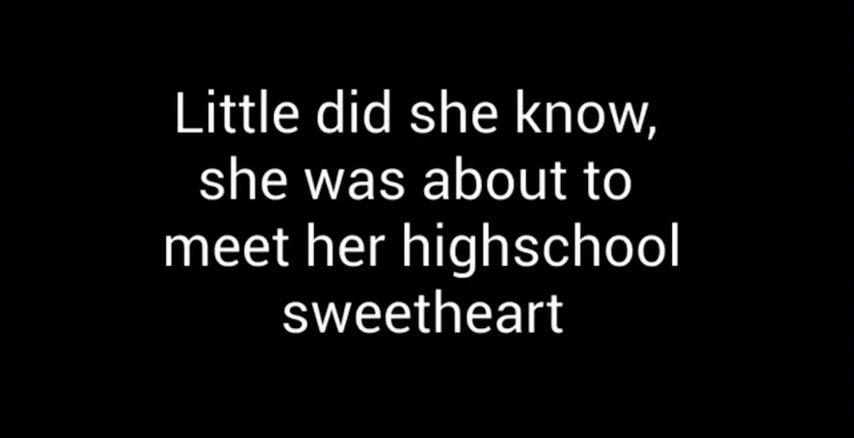 Little did she know,
she was about to
meet her highschool
sweetheart